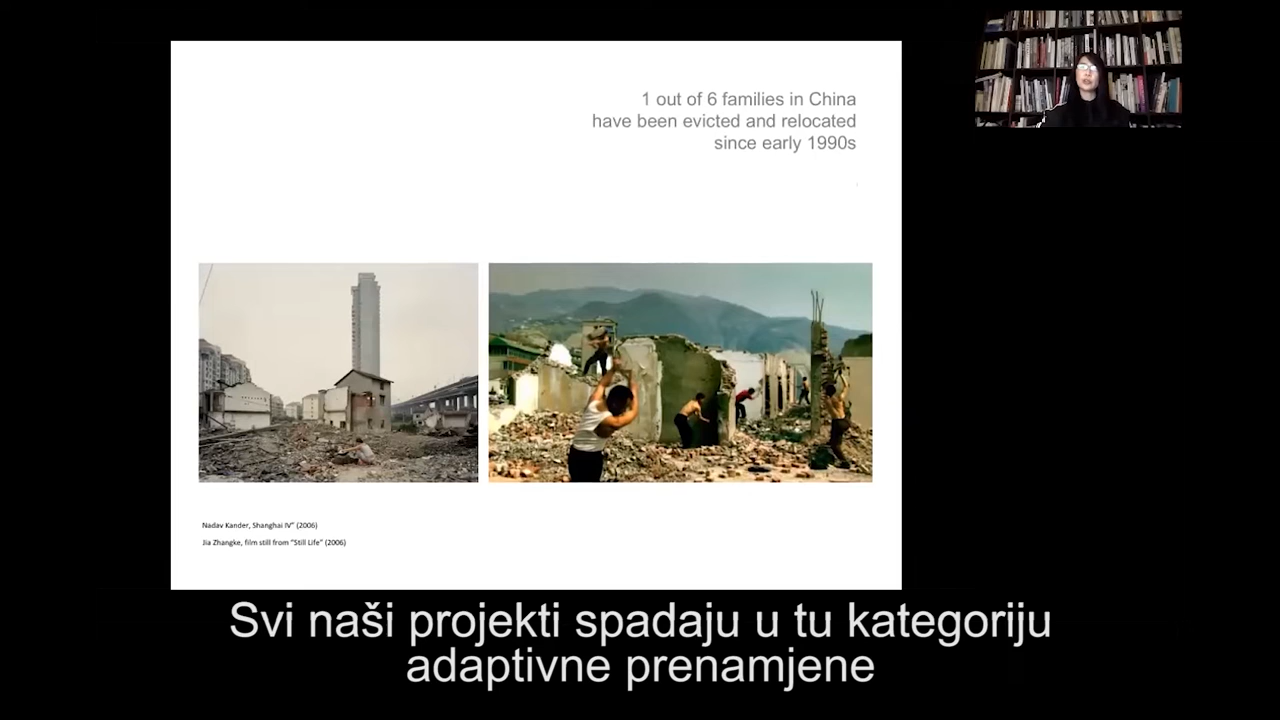 1 out of 6 families in China
have been evicted and relocated
since early 1990s
Nadav Kander, Shanghai IV" (2006)
Jia Zhangke, film still from "Still Life" (2006)
Svi naši projekti spadaju u tu kategoriju
adaptivne prenamjene